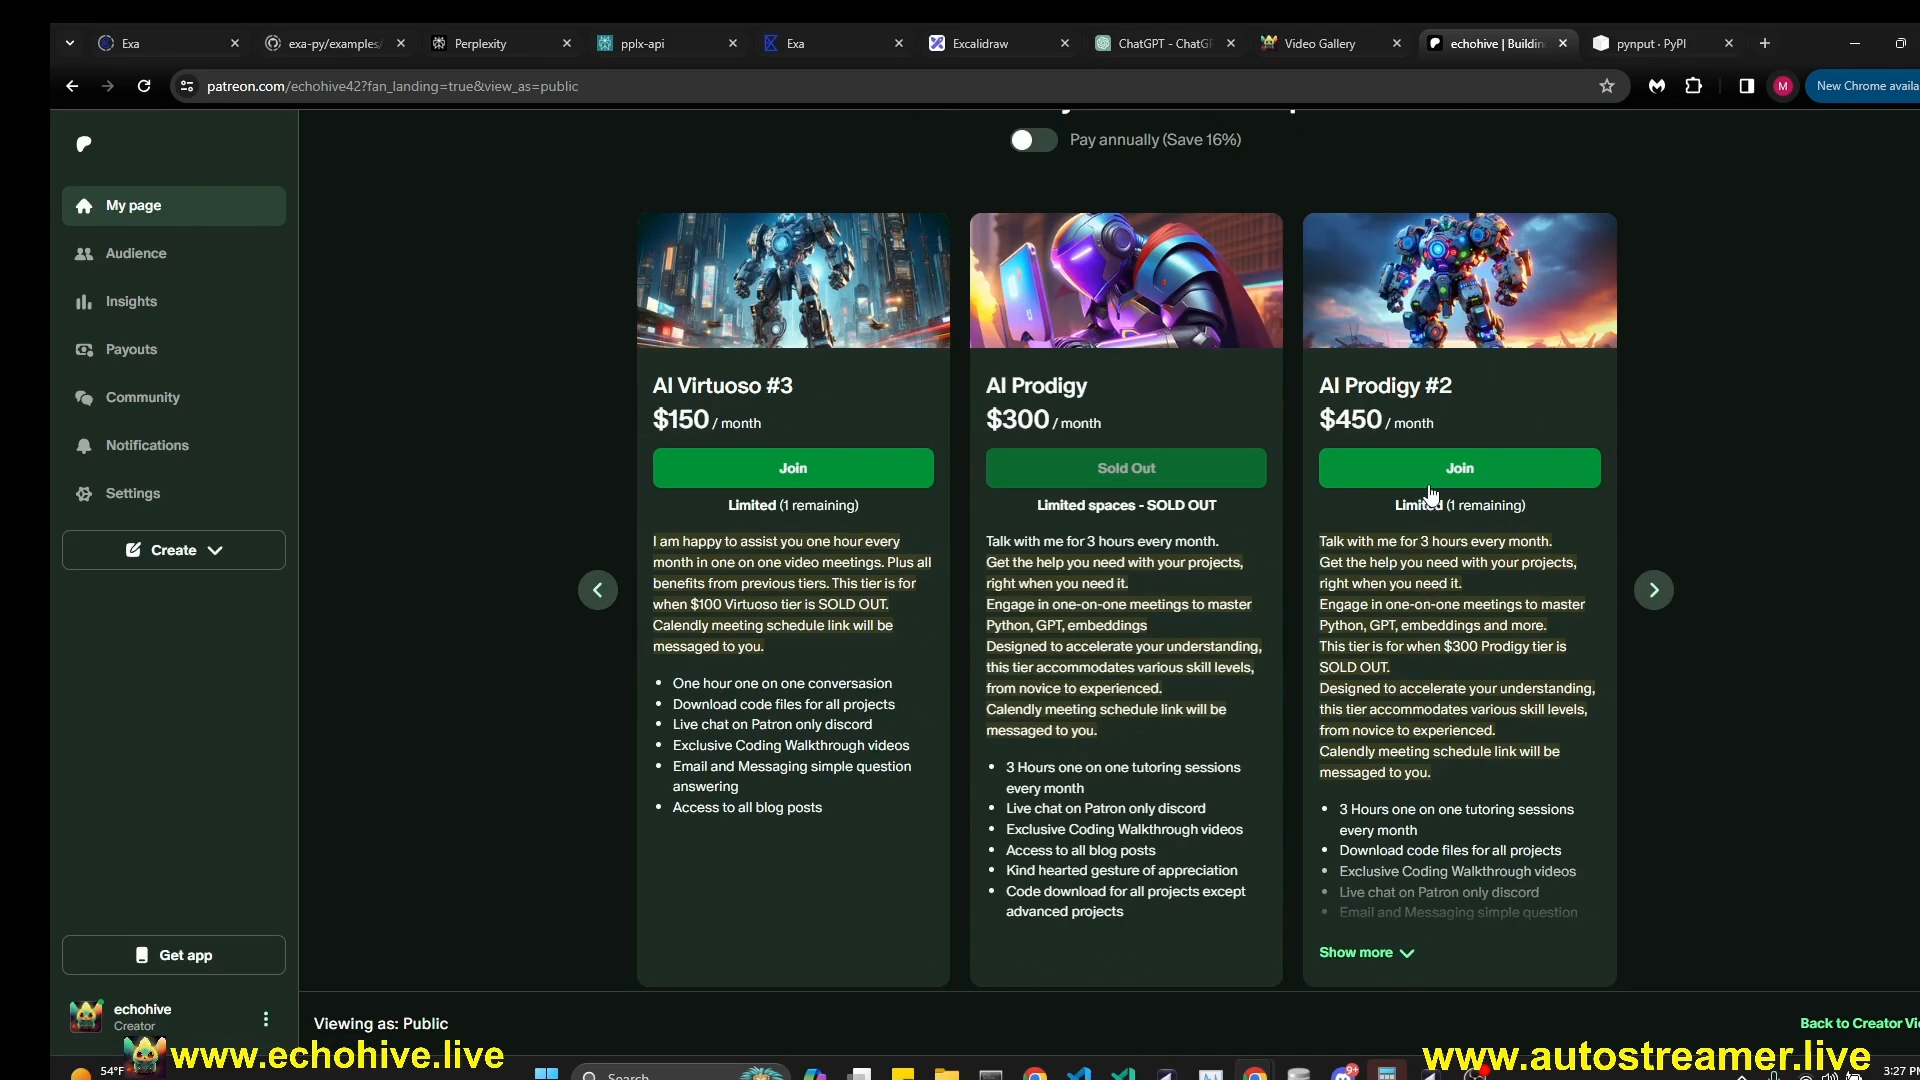 Exa
exa-py/examples/
Perplexity
pplx-api
Exa
Excalidraw
ChatGPT - ChatGP
Video Gallery
echohive | Buildin
pynput · PyPI
patreon.com/echohive42?fan_landing=true&view_as=public
M
New Chrome availa
Pay annually (Save 16%)
My page
Audience
Insights
Payouts
Community
Notifications
Settings
Create
Get app
echohive
Creator
AI Virtuoso #3
$150 / month
Join
Limited (1 remaining)
I am happy to assist you one hour every
month in one on one video meetings. Plus all
benefits from previous tiers. This tier is for
when $100 Virtuoso tier is SOLD OUT.
Calendly meeting schedule link will be
messaged to you.
• One hour one on one conversasion
• Download code files for all projects
• Live chat on Patron only discord
• Exclusive Coding Walkthrough videos
• Email and Messaging simple question
answering
• Access to all blog posts
AI Prodigy
$300 / month
Sold Out
Limited spaces - SOLD OUT
Talk with me for 3 hours every month.
Get the help you need with your projects,
right when you need it.
Engage in one-on-one meetings to master
Python, GPT, embeddings
Designed to accelerate your understanding,
this tier accommodates various skill levels,
from novice to experienced.
Calendly meeting schedule link will be
messaged to you.
• 3 Hours one on one tutoring sessions
every month
• Live chat on Patron only discord
• Exclusive Coding Walkthrough videos
• Access to all blog posts
• Kind hearted gesture of appreciation
• Code download for all projects except
advanced projects
AI Prodigy #2
$450 / month
Join
Limited (1 remaining)
Talk with me for 3 hours every month.
Get the help you need with your projects,
right when you need it.
Engage in one-on-one meetings to master
Python, GPT, embeddings and more.
This tier is for when $300 Prodigy tier is
SOLD OUT.
Designed to accelerate your understanding,
this tier accommodates various skill levels,
from novice to experienced.
Calendly meeting schedule link will be
messaged to you.
• 3 Hours one on one tutoring sessions
every month
• Download code files for all projects
• Exclusive Coding Walkthrough videos
• Live chat on Patron only discord
• Email and Messaging simple question
Show more
Viewing as: Public
Back to Creator Vi
www.echohive.live
www.autostreamer.live
54°F
Search
9+
3:27 PM